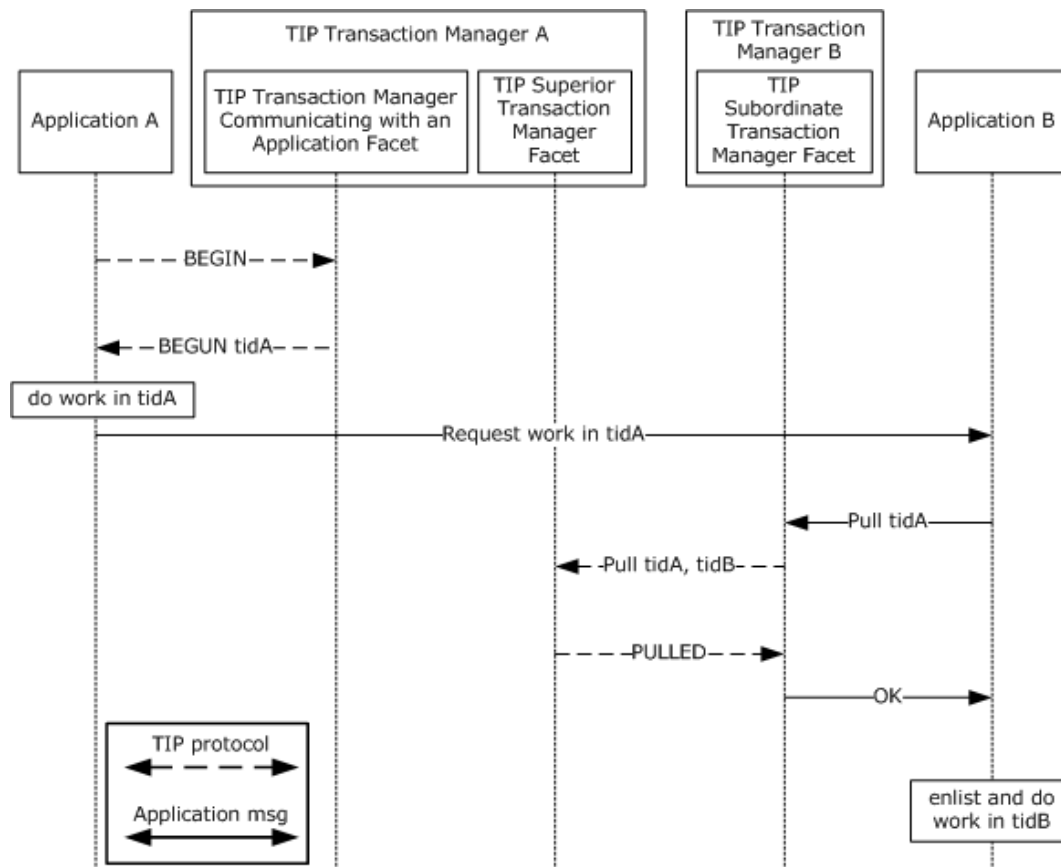 TIP Transaction Manager A
TIP Transaction
Manager B
Application A
TIP Transaction Manager
Communicating with an
Application Facet
TIP Superior
Transaction
Manager
Facet
TIP
Subordinate
Transaction
Manager Facet
Application B
BEGIN
BEGUN tidA
do work in tidA
Request work in tidA
Pull tidA
Pull tidA, tidB
PULLED
OK
TIP protocol
Application msg
enlist and do
work in tidB